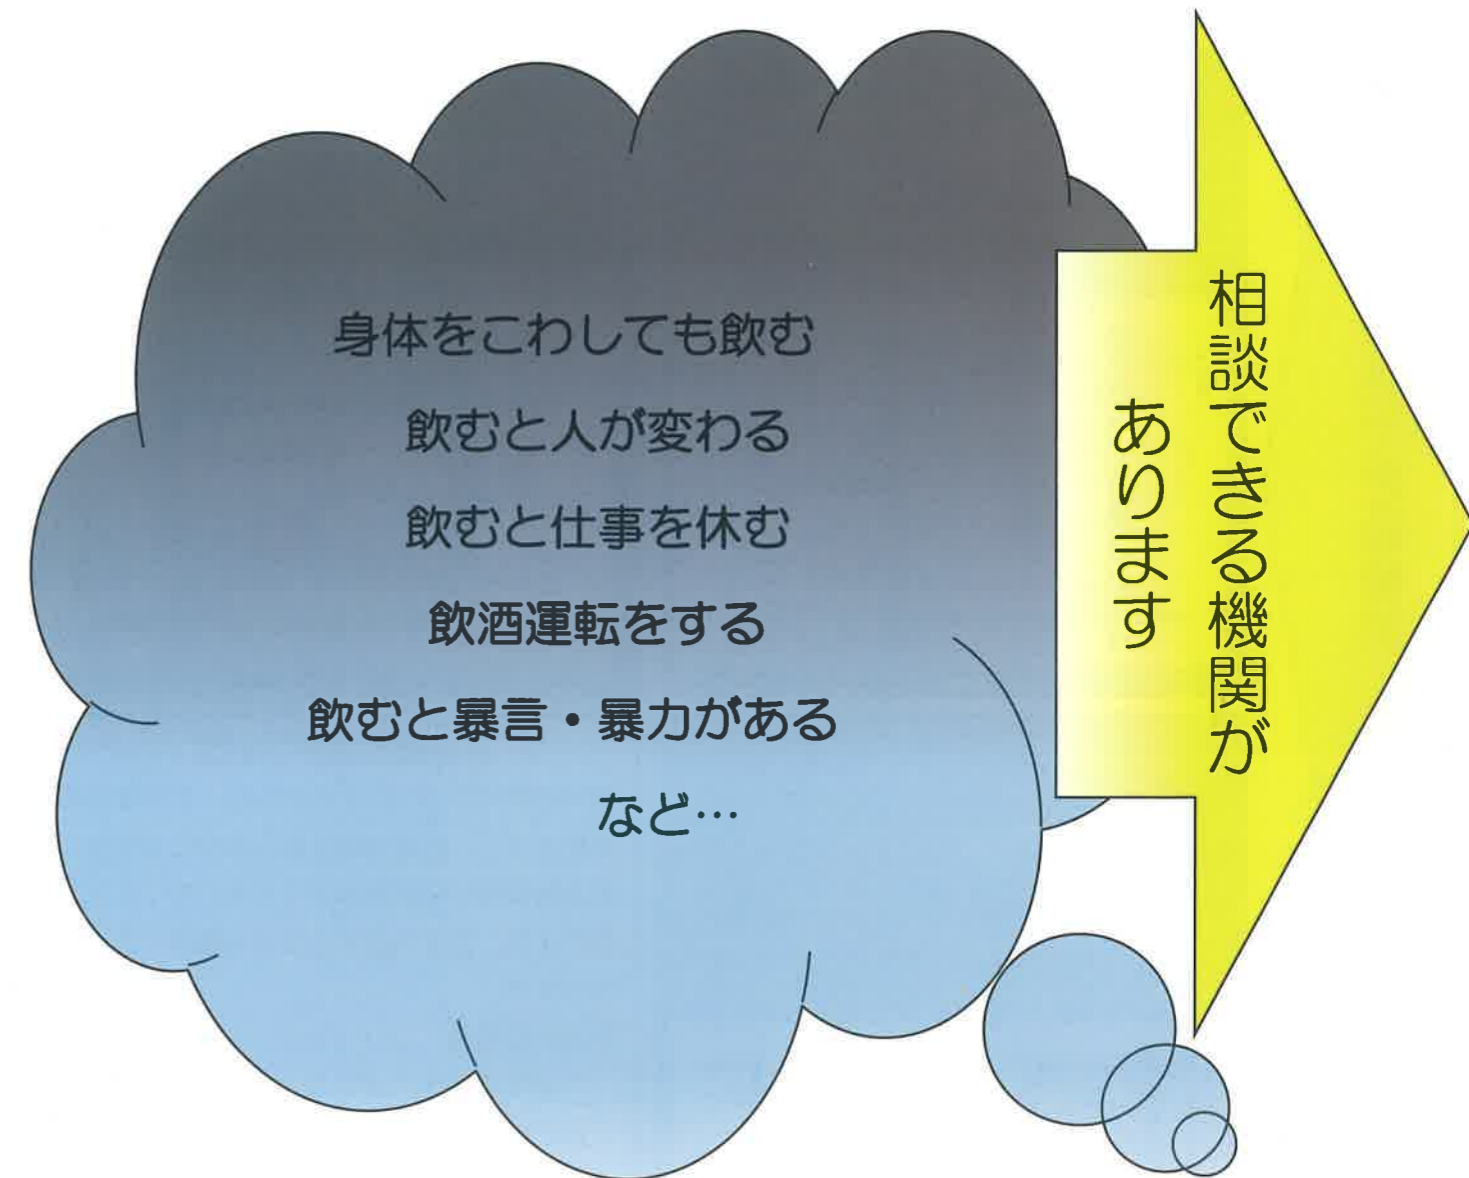 身体をこわしても飲む
飲むと人が変わる
飲むと仕事を休む
飲酒運転をする
飲むと暴言・暴力がある
など…
相談できる機関が
あります